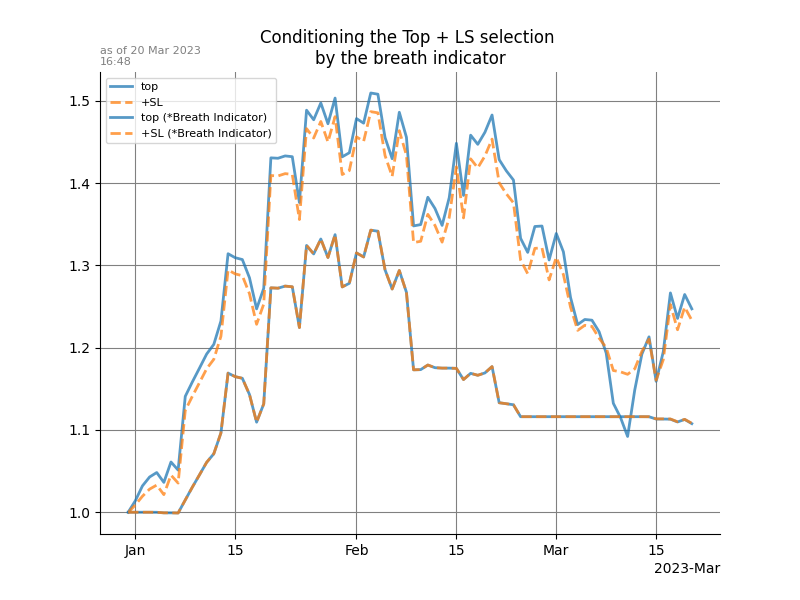 Conditioning the Top + LS selection
by the breath indicator
as of 20 Mar 2023
16:48
top
+SL
top (*Breath Indicator)
+SL (*Breath Indicator)
1.5
1.4
1.3
1.2
1.1
1.0
Jan 15 Feb 15 Mar 15
2023-Mar